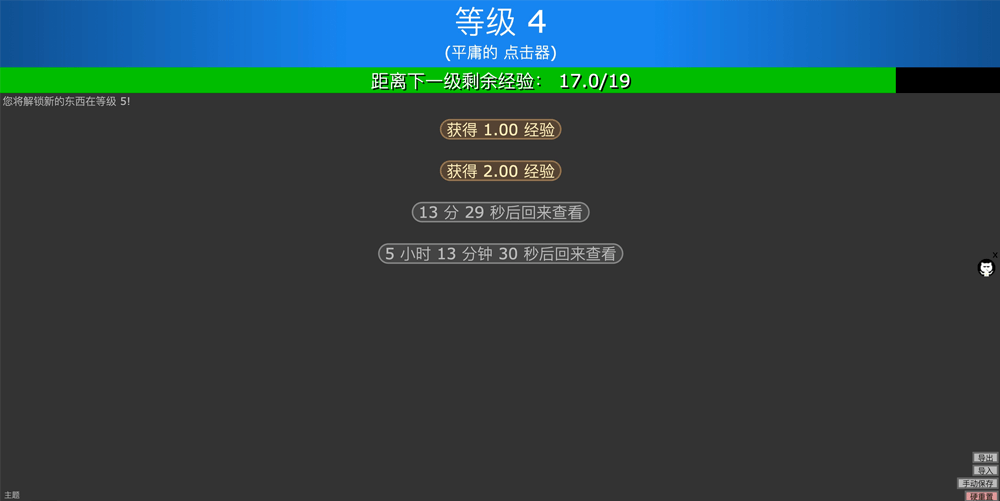 等级 4
(平庸的 点击器)
距离下一级剩余经验： 17.0/19
您将解锁新的东西在等级 5!
获得 1.00 经验
获得 2.00 经验
13 分 29 秒后回来查看
5 小时 13 分钟 30 秒后回来查看
x
导出
导入
手动保存
硬重置
主题